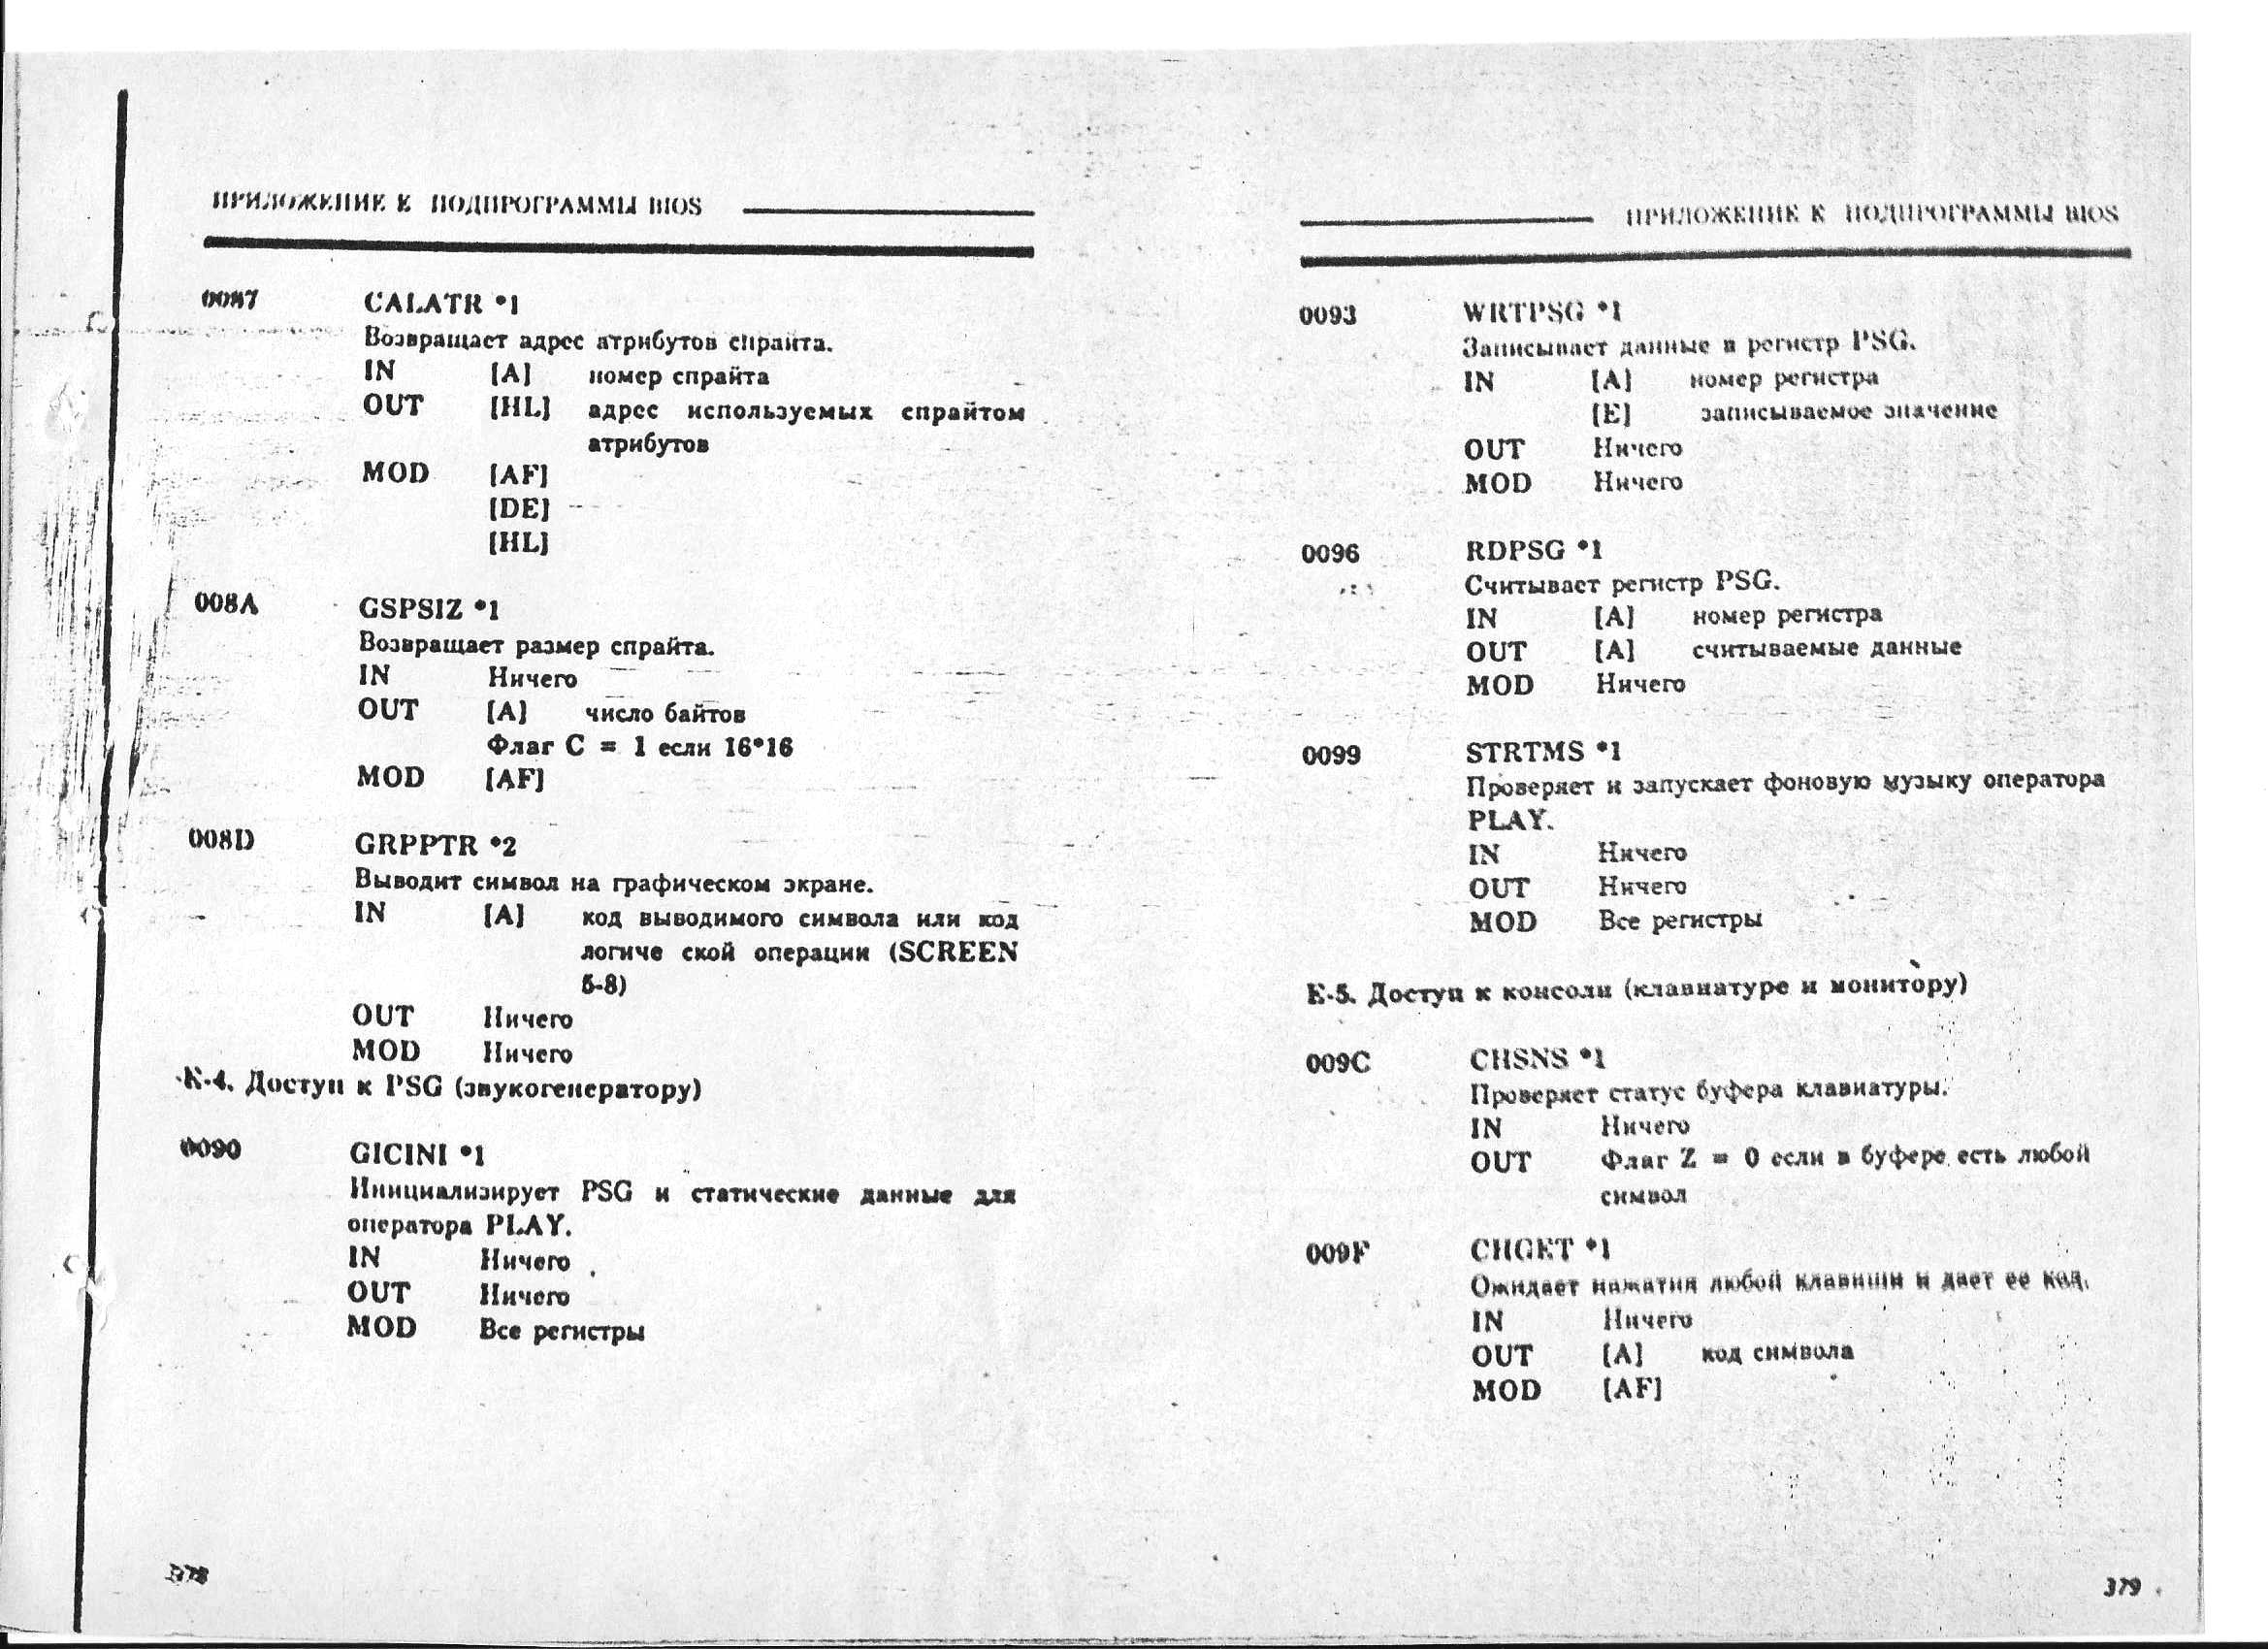 ПРИЛОЖЕНИЕ К ПОДПРОГРАММЫ BIOS
0087 CALATR *1
Возвращает адрес атрибутов спрайта.
IN [A] номер спрайта
OUT [HL] адрес используемых спрайтом
атрибутов
MOD [AF]
[DE]
[HL]
008A GSPSIZ *1
Возвращает размер спрайта.
IN Ничего
OUT [A] число байтов
Флаг C = 1 если 16*16
MOD [AF]
008D GRPPTR *2
Выводит символ на графическом экране.
IN [A] код выводимого символа или код
логиче ской операции (SCREEN
5-8)
OUT Ничего
MOD Ничего
К-4. Доступ к PSG (звукогенератору)
0090 GICINI *1
Инициализирует PSG и статические данные для
оператора PLAY.
IN Ничего
OUT Ничего
MOD Все регистры
378
ПРИЛОЖЕНИЕ К ПОДПРОГРАММЫ BIOS
0093 WRTPSG *1
Записывает данные в регистр PSG.
IN [A] номер регистра
[E] записываемое значение
OUT Ничего
MOD Ничего
0096 RDPSG *1
Считывает регистр PSG.
IN [A] номер регистра
OUT [A] считываемые данные
MOD Ничего
0099 STRTMS *1
Проверяет и запускает фоновую музыку оператора
PLAY.
IN Ничего
OUT Ничего
MOD Все регистры
К-5. Доступ к консоли (клавиатуре и монитору)
009C CHSNS *1
Проверяет статус буфера клавиатуры.
IN Ничего
OUT Флаг Z = 0 если в буфере есть любой
символ
009F CHGET *1
Ожидает нажатия любой клавиши и дает ее код.
IN Ничего
OUT [A] код символа
MOD [AF]
379